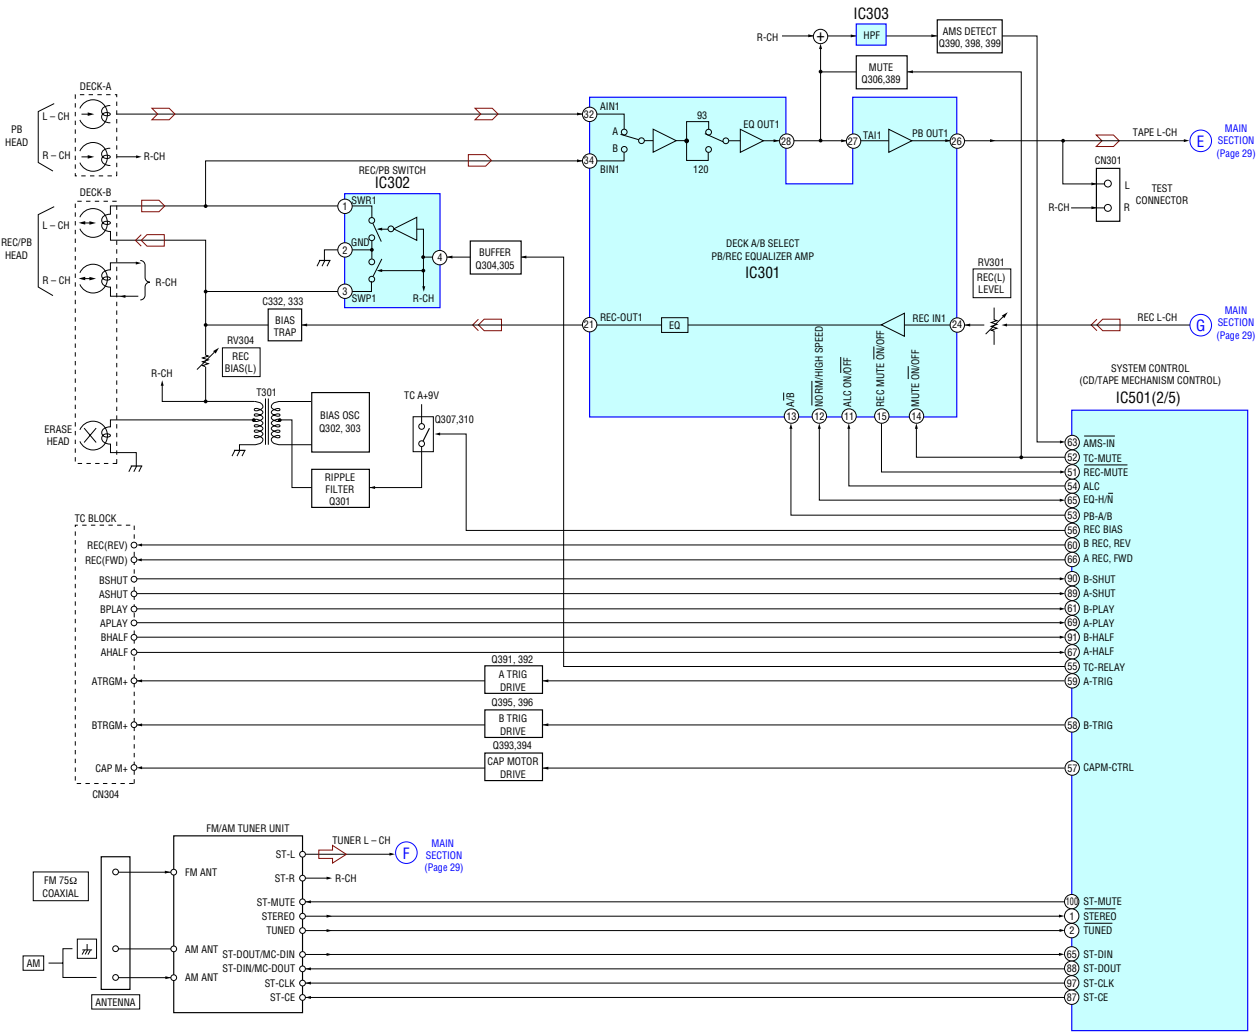 IC303
R-CH
+
HPF
AMS DETECT
Q390, 398, 399
MUTE
Q306,389
DECK-A
L – CH
PB
HEAD
R – CH
R-CH
32
AIN1
A
B
93
120
EQ OUT1
28
27
TAI1
PB OUT1
26
TAPE L-CH
E
MAIN
SECTION
(Page 29)
34
BIN1
CN301
L
R
R-CH
TEST
CONNECTOR
DECK-B
REC/PB
HEAD
L – CH
R – CH
R-CH
REC/PB SWITCH
IC302
1
SWR1
2
GND
3
SWP1
4
R-CH
BUFFER
Q304,305
DECK A/B SELECT
PB/REC EQUALIZER AMP
IC301
RV301
REC(L)
LEVEL
C332, 333
BIAS
TRAP
21
REC-OUT1
EQ
REC IN1
24
REC L-CH
G
MAIN
SECTION
(Page 29)
RV304
REC
BIAS(L)
R-CH
T301
BIAS OSC
Q302, 303
TC A+9V
Q307,310
ERASE
HEAD
RIPPLE
FILTER
Q301
A/B
NORM/HIGH SPEED
ALC ON/OFF
REC MUTE ON/OFF
MUTE ON/OFF
13
12
11
15
14
SYSTEM CONTROL
(CD/TAPE MECHANISM CONTROL)
IC501(2/5)
63 AMS-IN
52 TC-MUTE
51 REC-MUTE
54 ALC
65 EQ-H/N
53 PB-A/B
56 REC BIAS
60 B REC, REV
66 A REC, FWD
90 B-SHUT
89 A-SHUT
61 B-PLAY
69 A-PLAY
91 B-HALF
67 A-HALF
55 TC-RELAY
59 A-TRIG
58 B-TRIG
57 CAPM-CTRL
TC BLOCK
REC(REV)
REC(FWD)
BSHUT
ASHUT
BPLAY
APLAY
BHALF
AHALF
ATRGM+
BTRGM+
CAP M+
CN304
Q391, 392
A TRIG
DRIVE
Q395, 396
B TRIG
DRIVE
Q393,394
CAP MOTOR
DRIVE
FM/AM TUNER UNIT
FM 75Ω
COAXIAL
AM
ANTENNA
FM ANT
AM ANT
AM ANT
ST-L
TUNER L – CH
F
MAIN
SECTION
(Page 29)
ST-R
R-CH
ST-MUTE
STEREO
TUNED
ST-DOUT/MC-DIN
ST-DIN/MC-DOUT
ST-CLK
ST-CE
100 ST-MUTE
1 STEREO
2 TUNED
65 ST-DIN
88 ST-DOUT
97 ST-CLK
87 ST-CE